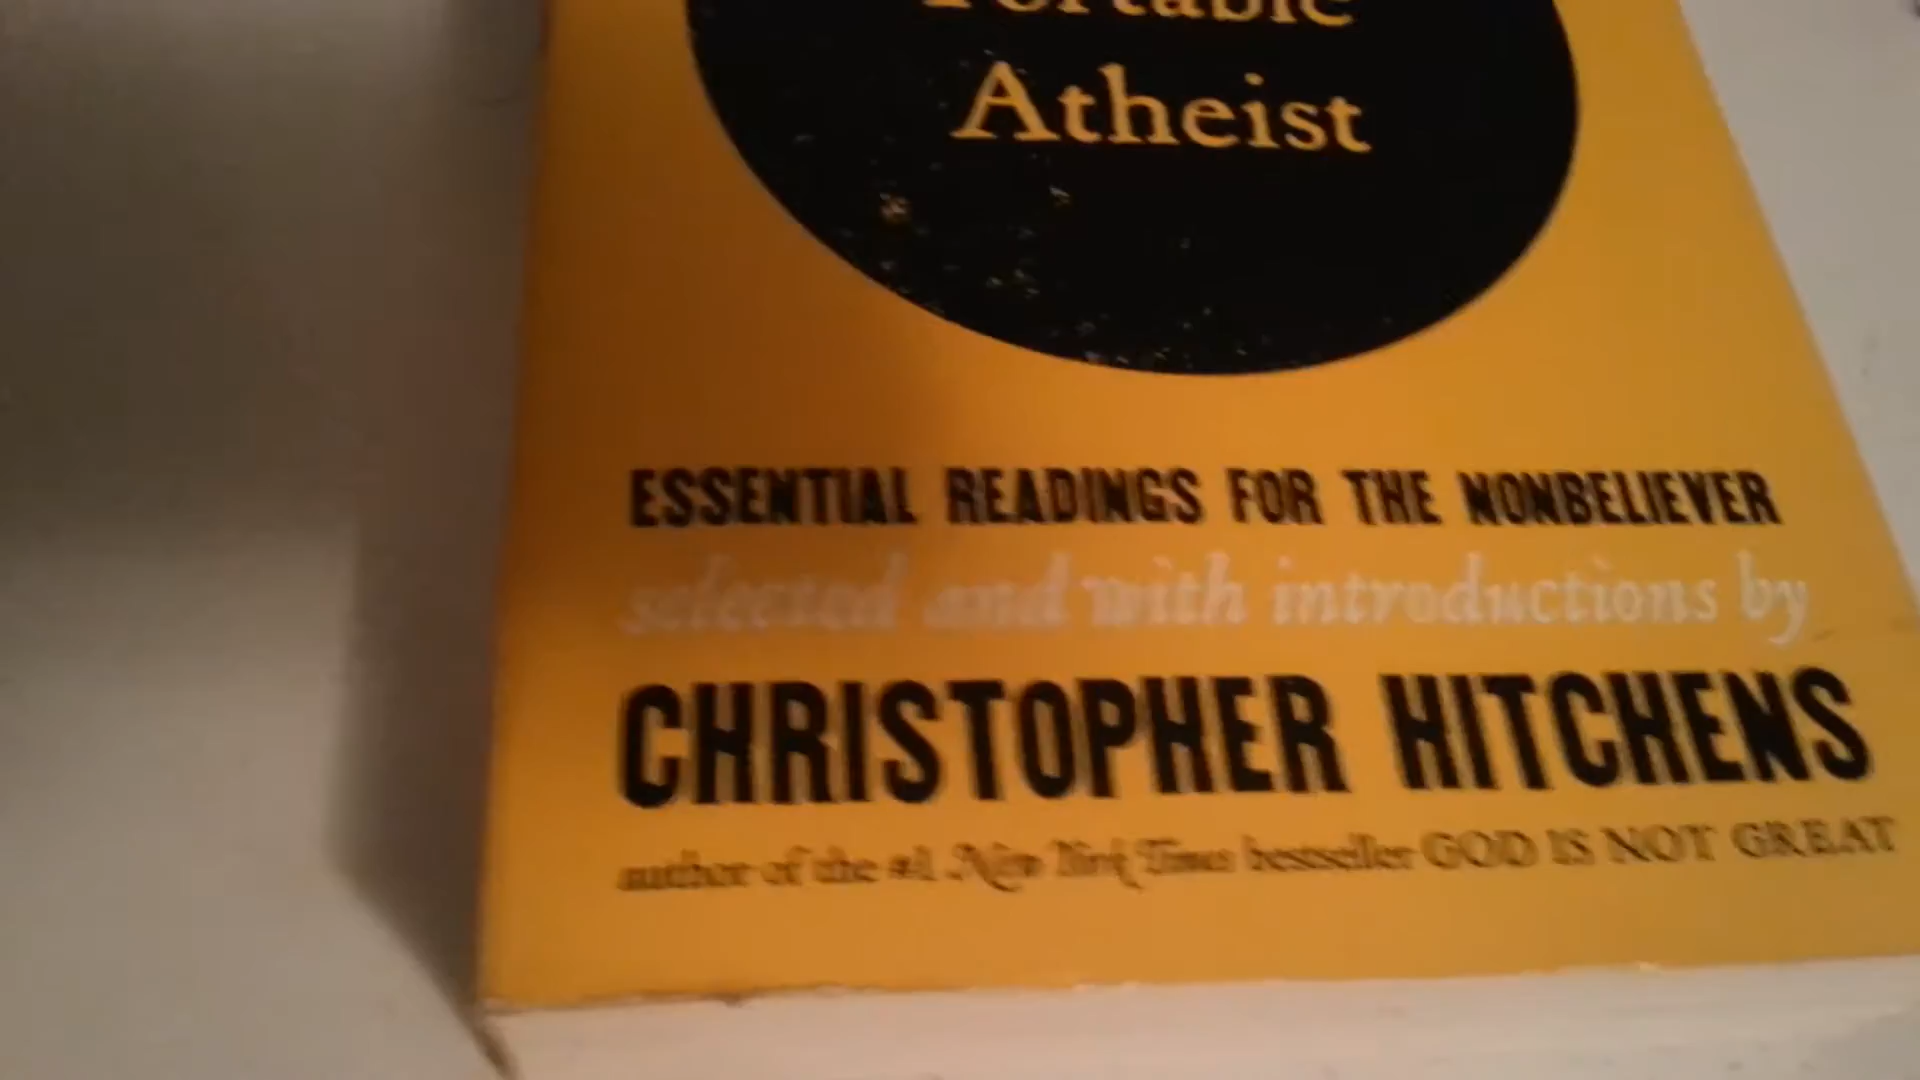 Portable
Atheist
ESSENTIAL READINGS FOR THE NONBELIEVER
selected and with introductions by
CHRISTOPHER HITCHENS
author of the #1 New York Times bestseller GOD IS NOT GREAT